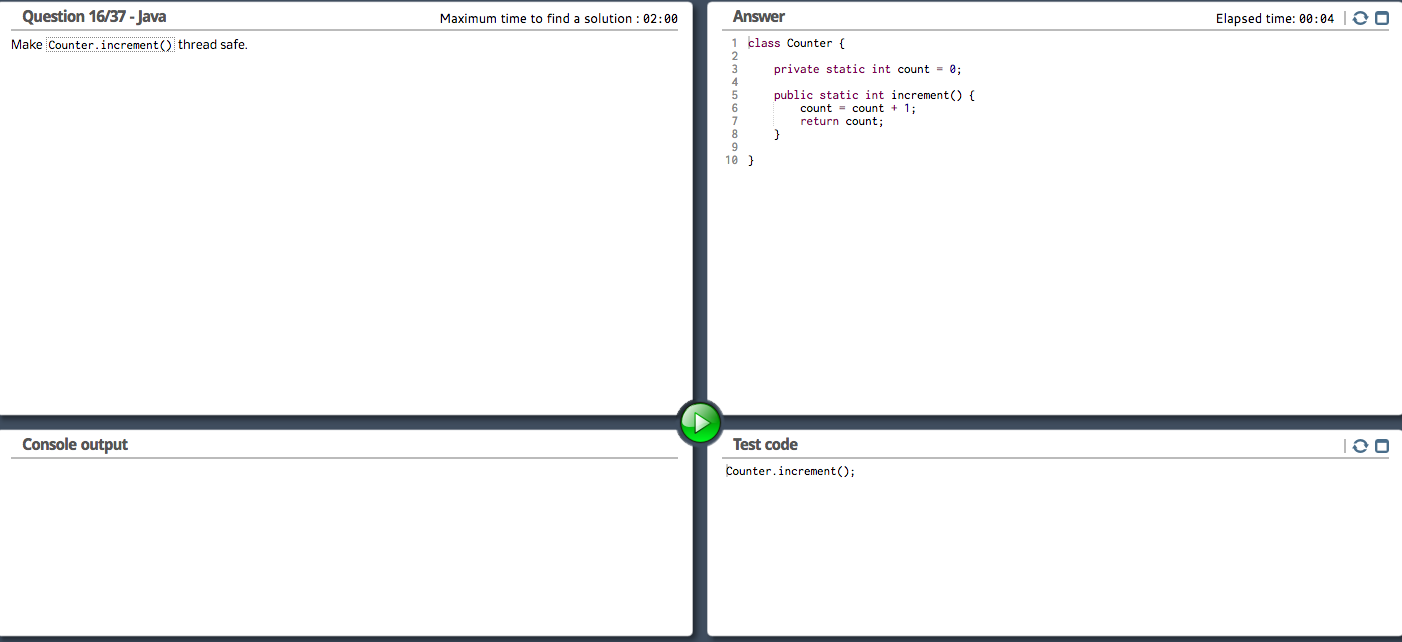 Question 16/37 - Java
Maximum time to find a solution : 02:00
Make Counter.increment() thread safe.
Answer
Elapsed time: 00:04
1 class Counter {
2
3     private static int count = 0;
4
5     public static int increment() {
6         count = count + 1;
7         return count;
8     }
9
10 }
Console output
Test code
Counter.increment();